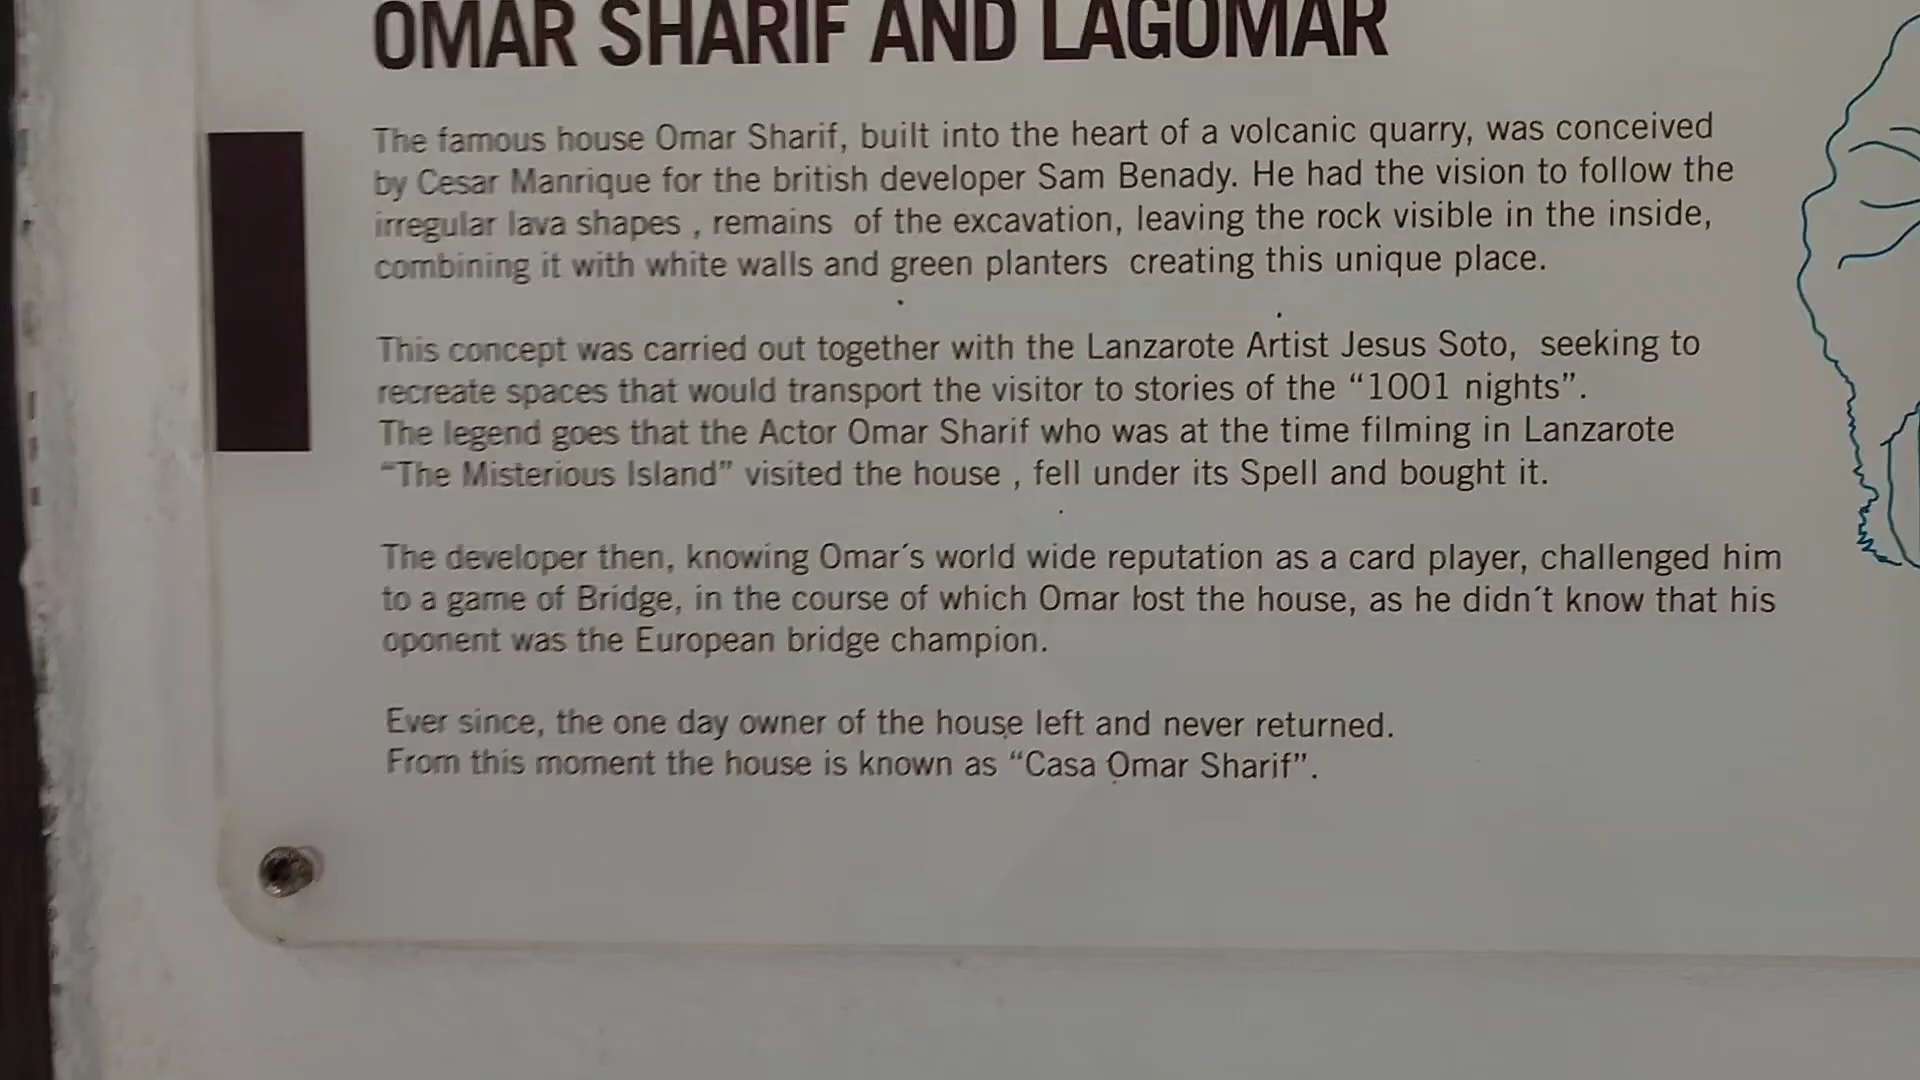 OMAR SHARIF AND LAGOMAR
The famous house Omar Sharif, built into the heart of a volcanic quarry, was conceived
by Cesar Manrique for the british developer Sam Benady. He had the vision to follow the
irregular lava shapes , remains of the excavation, leaving the rock visible in the inside,
combining it with white walls and green planters creating this unique place.
This concept was carried out together with the Lanzarote Artist Jesus Soto, seeking to
recreate spaces that would transport the visitor to stories of the “1001 nights”.
The legend goes that the Actor Omar Sharif who was at the time filming in Lanzarote
“The Misterious Island” visited the house , fell under its Spell and bought it.
The developer then, knowing Omar´s world wide reputation as a card player, challenged him
to a game of Bridge, in the course of which Omar lost the house, as he didn´t know that his
oponent was the European bridge champion.
Ever since, the one day owner of the house left and never returned.
From this moment the house is known as “Casa Omar Sharif”.